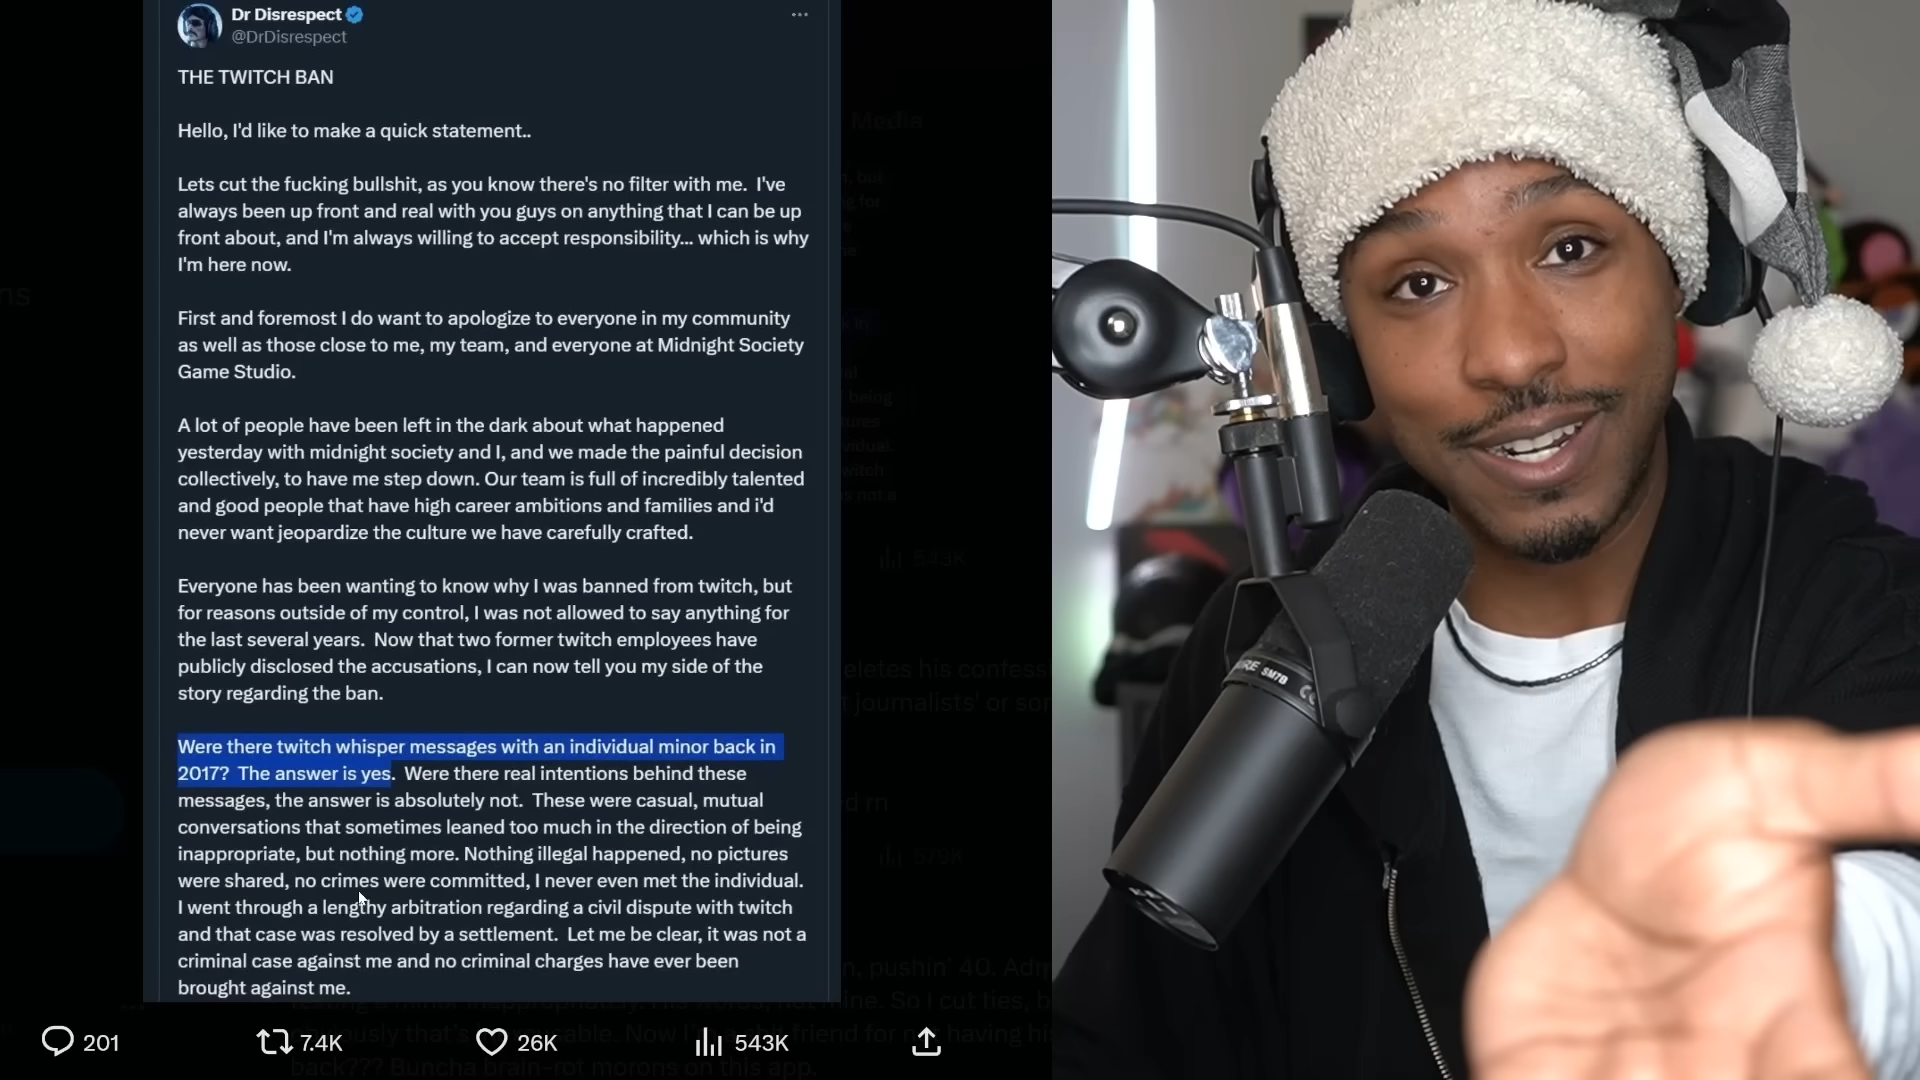 Dr Disrespect
@DrDisrespect
THE TWITCH BAN
Hello, I'd like to make a quick statement..
Lets cut the fucking bullshit, as you know there's no filter with me.  I've
always been up front and real with you guys on anything that I can be up
front about, and I'm always willing to accept responsibility... which is why
I'm here now.
First and foremost I do want to apologize to everyone in my community
as well as those close to me, my team, and everyone at Midnight Society
Game Studio.
A lot of people have been left in the dark about what happened
yesterday with midnight society and I, and we made the painful decision
collectively, to have me step down. Our team is full of incredibly talented
and good people that have high career ambitions and families and i'd
never want jeopardize the culture we have carefully crafted.
Everyone has been wanting to know why I was banned from twitch, but
for reasons outside of my control, I was not allowed to say anything for
the last several years.  Now that two former twitch employees have
publicly disclosed the accusations, I can now tell you my side of the
story regarding the ban.
Were there twitch whisper messages with an individual minor back in
2017?  The answer is yes.  Were there real intentions behind these
messages, the answer is absolutely not.  These were casual, mutual
conversations that sometimes leaned too much in the direction of being
inappropriate, but nothing more. Nothing illegal happened, no pictures
were shared, no crimes were committed, I never even met the individual.
I went through a lengthy arbitration regarding a civil dispute with twitch
and that case was resolved by a settlement.  Let me be clear, it was not a
criminal case against me and no criminal charges have ever been
brought against me.
201
7.4K
26K
543K
Media
SM7B